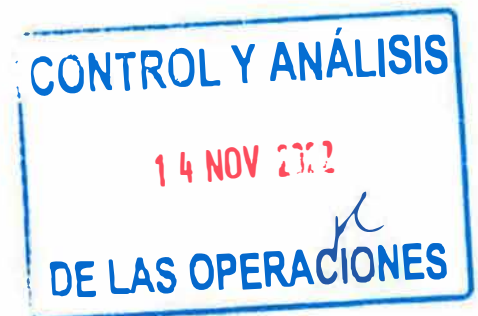 CONTROL Y ANÁLISIS
14 NOV
DE LAS OPERACIONES